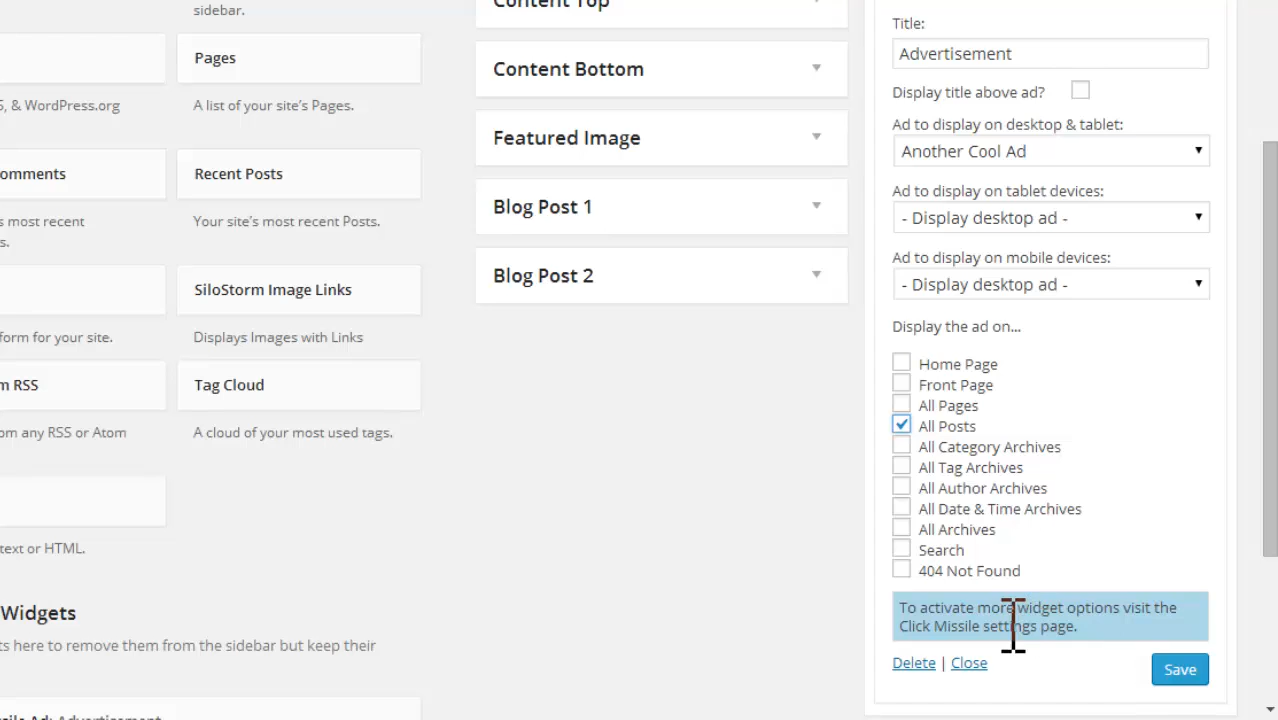 sidebar.
Pages
S, & WordPress.org
A list of your site's Pages.
omments
Recent Posts
s most recent
s.
Your site's most recent Posts.
SiloStorm Image Links
form for your site.
Displays Images with Links
m RSS
Tag Cloud
om any RSS or Atom
A cloud of your most used tags.
text or HTML.
Widgets
ts here to remove them from the sidebar but keep their
Content Top
Content Bottom
Featured Image
Blog Post 1
Blog Post 2
Title:
Advertisement
Display title above ad?
Ad to display on desktop & tablet:
Another Cool Ad
Ad to display on tablet devices:
- Display desktop ad -
Ad to display on mobile devices:
- Display desktop ad -
Display the ad on...
Home Page
Front Page
All Pages
All Posts
All Category Archives
All Tag Archives
All Author Archives
All Date & Time Archives
All Archives
Search
404 Not Found
To activate more widget options visit the
Click Missile settings page.
Delete | Close
Save